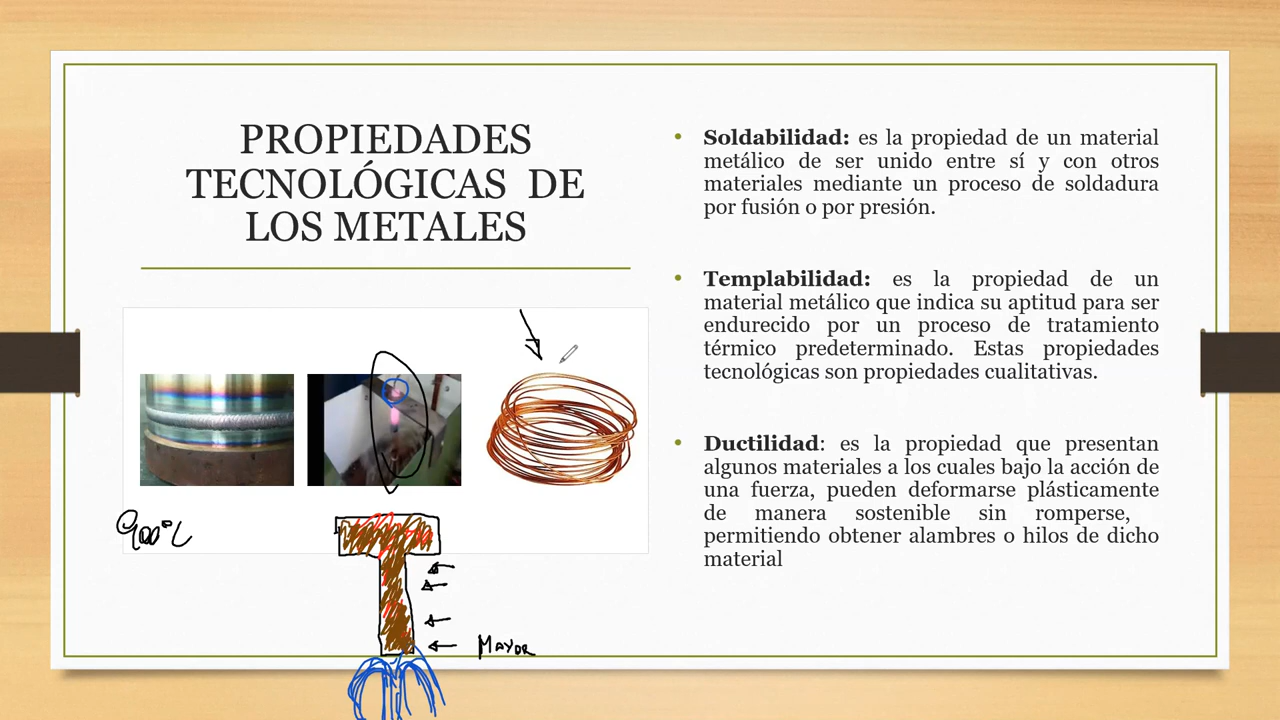 PROPIEDADES
TECNOLÓGICAS DE
LOS METALES
• Soldabilidad: es la propiedad de un material
metálico de ser unido entre sí y con otros
materiales mediante un proceso de soldadura
por fusión o por presión.
• Templabilidad: es la propiedad de un
material metálico que indica su aptitud para ser
endurecido por un proceso de tratamiento
térmico predeterminado. Estas propiedades
tecnológicas son propiedades cualitativas.
• Ductilidad: es la propiedad que presentan
algunos materiales a los cuales bajo la acción de
una fuerza, pueden deformarse plásticamente
de manera sostenible sin romperse,
permitiendo obtener alambres o hilos de dicho
material
900°C
MAYOR